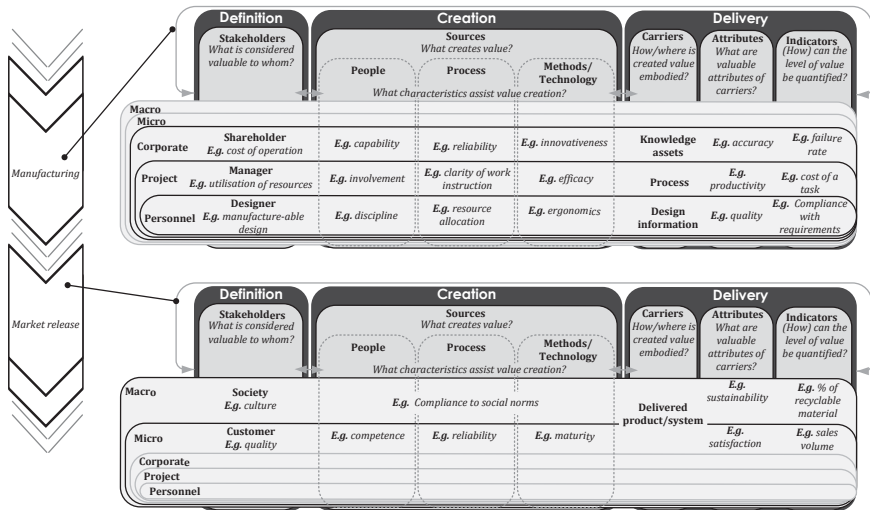 Definition
Creation
Delivery
Stakeholders
What is considered
valuable to whom?
Sources
What creates value?
People
Process
Methods/
Technology
What characteristics assist value creation?
Carriers
How/where is
created value
embodied?
Attributes
What are
valuable
attributes of
carriers?
Indicators
(How) can the
level of value
be quantified?
Manufacturing
Macro
Micro
Corporate
Shareholder
E.g. cost of operation
E.g. capability
E.g. reliability
E.g. innovativeness
Knowledge
assets
E.g. accuracy
E.g. failure
rate
Project
Manager
E.g. utilisation of resources
E.g. involvement
E.g. clarity of work
instruction
E.g. efficacy
Process
E.g.
productivity
E.g. cost of a
task
Personnel
Designer
E.g. manufacture-able
design
E.g. discipline
E.g. resource
allocation
E.g. ergonomics
Design
information
E.g. quality
E.g. Compliance
with
requirements
Market release
Definition
Creation
Delivery
Stakeholders
What is considered
valuable to whom?
Sources
What creates value?
People
Process
Methods/
Technology
What characteristics assist value creation?
Carriers
How/where is
created value
embodied?
Attributes
What are
valuable
attributes of
carriers?
Indicators
(How) can the
level of value
be quantified?
Macro
Society
E.g. culture
E.g. Compliance to social norms
Delivered
product/system
E.g.
sustainability
E.g. % of
recyclable
material
Micro
Customer
E.g. quality
E.g. competence
E.g. reliability
E.g. maturity
E.g.
satisfaction
E.g. sales
volume
Corporate
Project
Personnel